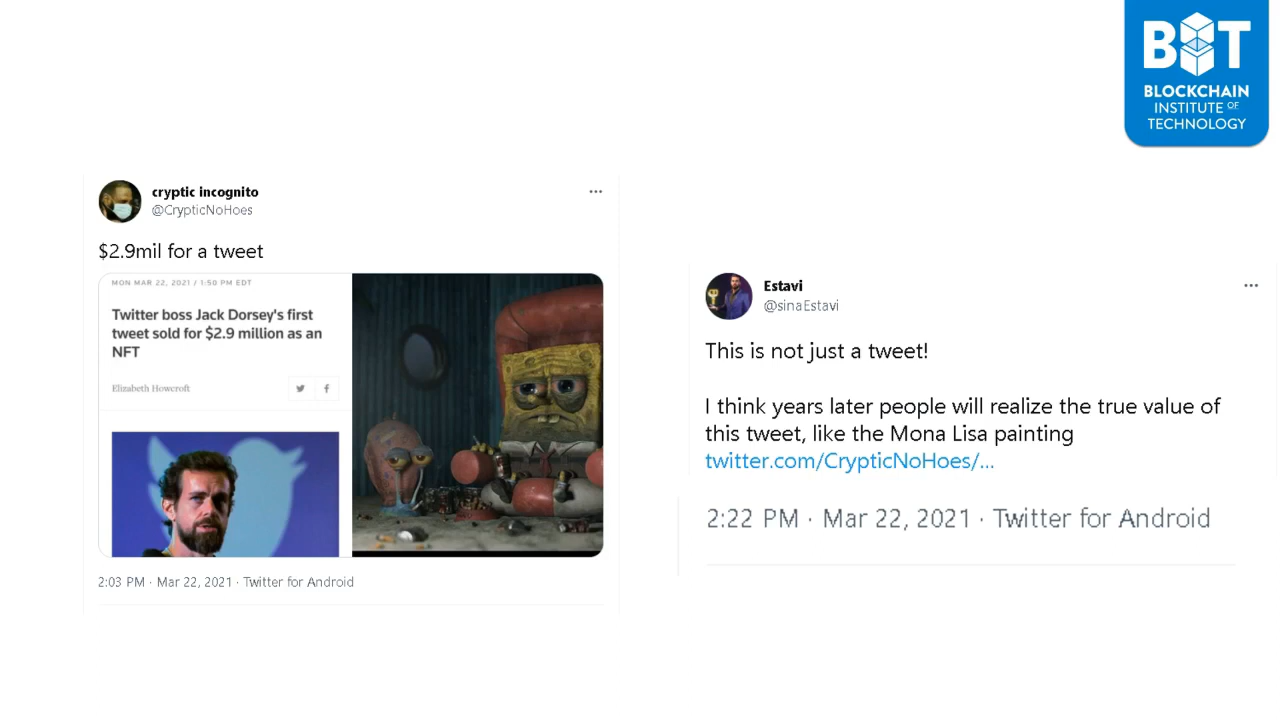 B T
BLOCKCHAIN
INSTITUTE OF
TECHNOLOGY
cryptic incognito
@CrypticNoHoes
$2.9mil for a tweet
MON MAR 22, 2021 / 1:50 PM EDT
Twitter boss Jack Dorsey's first
tweet sold for $2.9 million as an
NFT
Elizabeth Howcroft
2:03 PM · Mar 22, 2021 · Twitter for Android
Estavi
@sinaEstavi
This is not just a tweet!
I think years later people will realize the true value of
this tweet, like the Mona Lisa painting
twitter.com/CrypticNoHoes/...
2:22 PM · Mar 22, 2021 · Twitter for Android